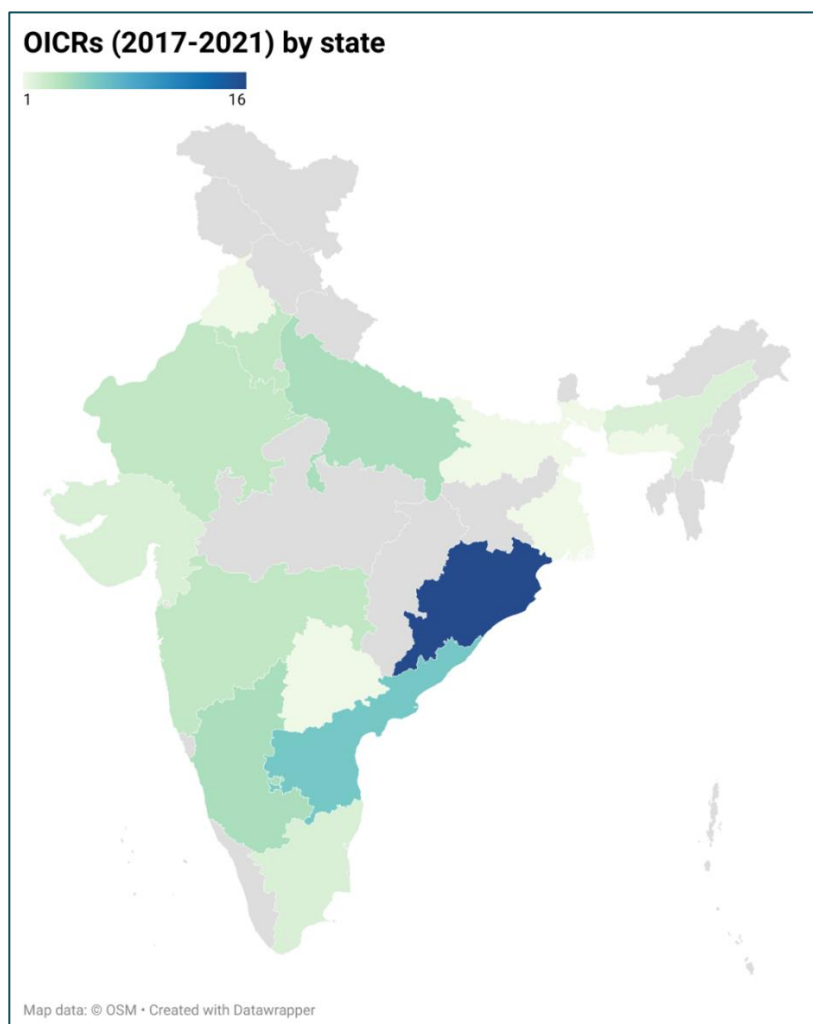 OICRs (2017-2021) by state
1 16
Map data: © OSM • Created with Datawrapper